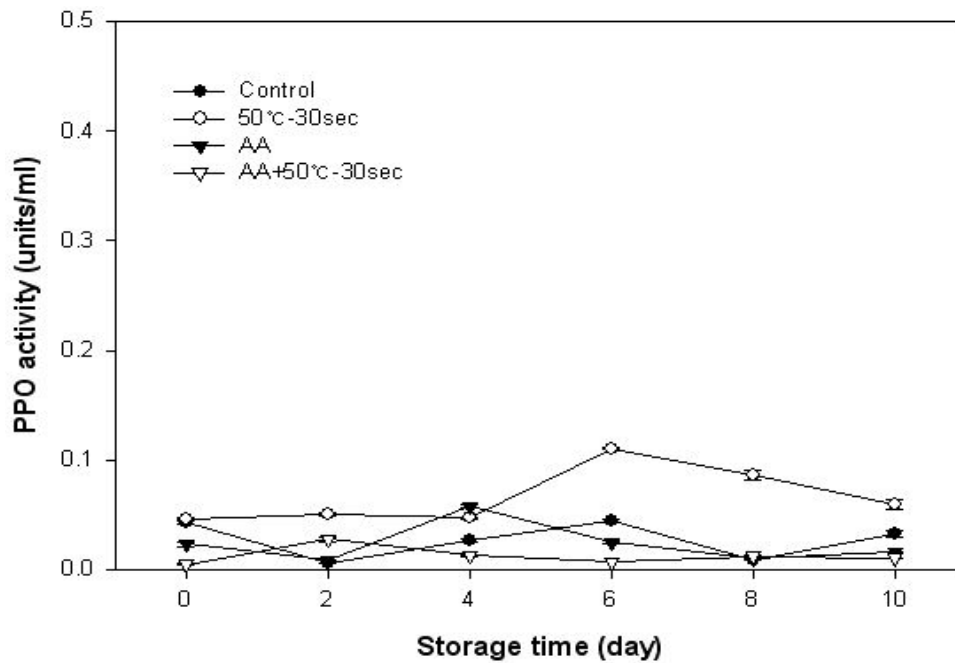 0.5
0.4
0.3
0.2
0.1
0.0
PPO activity (units/ml)
Control
50℃-30sec
AA
AA+50℃-30sec
0 2 4 6 8 10
Storage time (day)